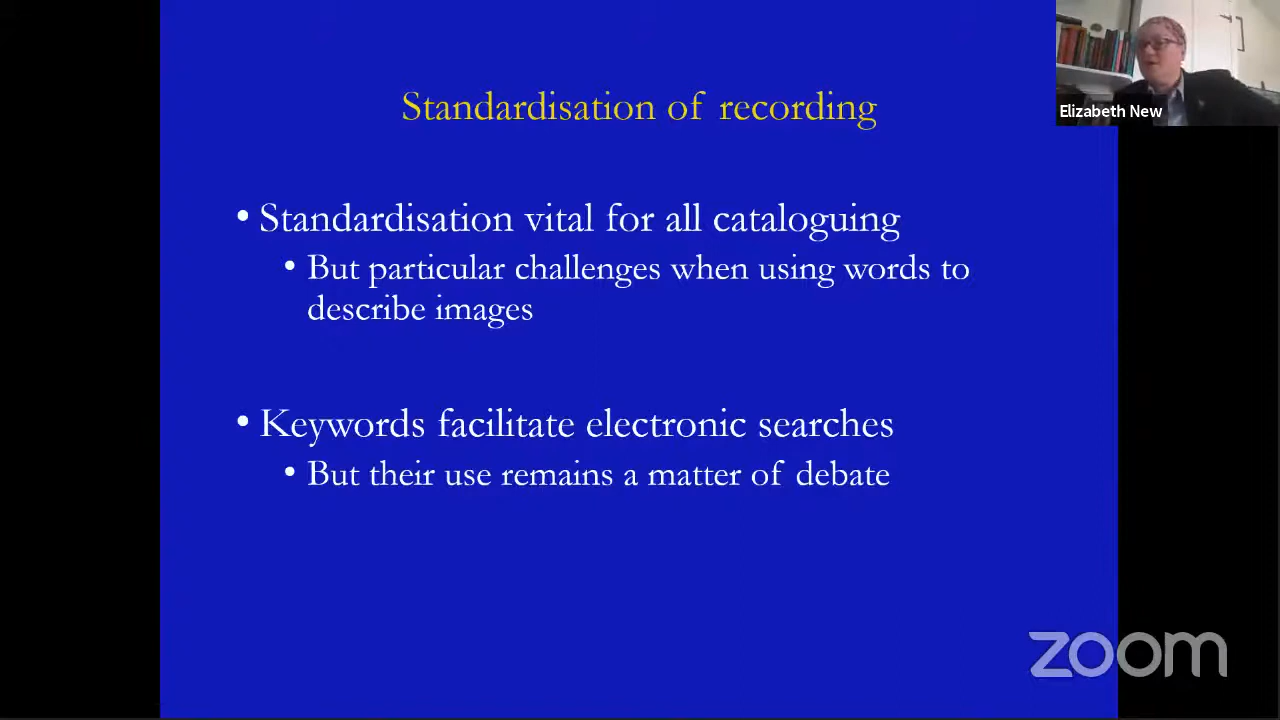 Standardisation of recording
Elizabeth New
• Standardisation vital for all cataloguing
• But particular challenges when using words to
describe images
• Keywords facilitate electronic searches
• But their use remains a matter of debate
zoom